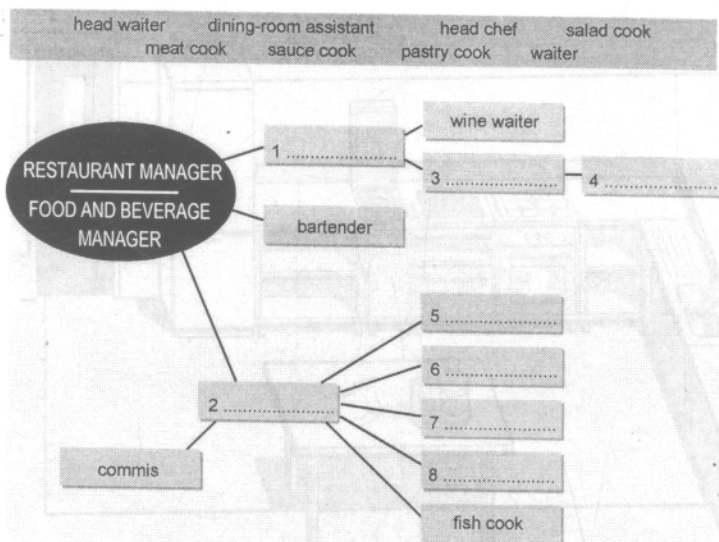 head waiter dining-room assistant head chef salad cook
meat cook sauce cook pastry cook waiter
RESTAURANT MANAGER
FOOD AND BEVERAGE
MANAGER
1 ........................
wine waiter
3 ........................
4 ........................
bartender
2 ........................
5 ........................
6 ........................
7 ........................
8 ........................
fish cook
commis